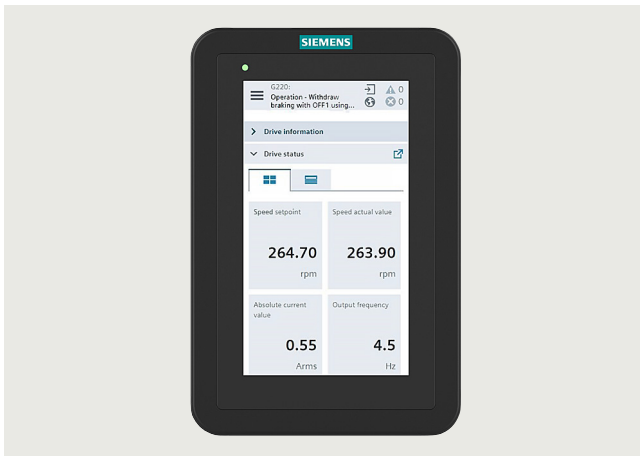 SIEMENS
G220:
Operation - Withdraw
braking with OFF1 using...
0
0
Drive information
Drive status
Speed setpoint
264.70
rpm
Speed actual value
263.90
rpm
Absolute current
value
0.55
Arms
Output frequency
4.5
Hz